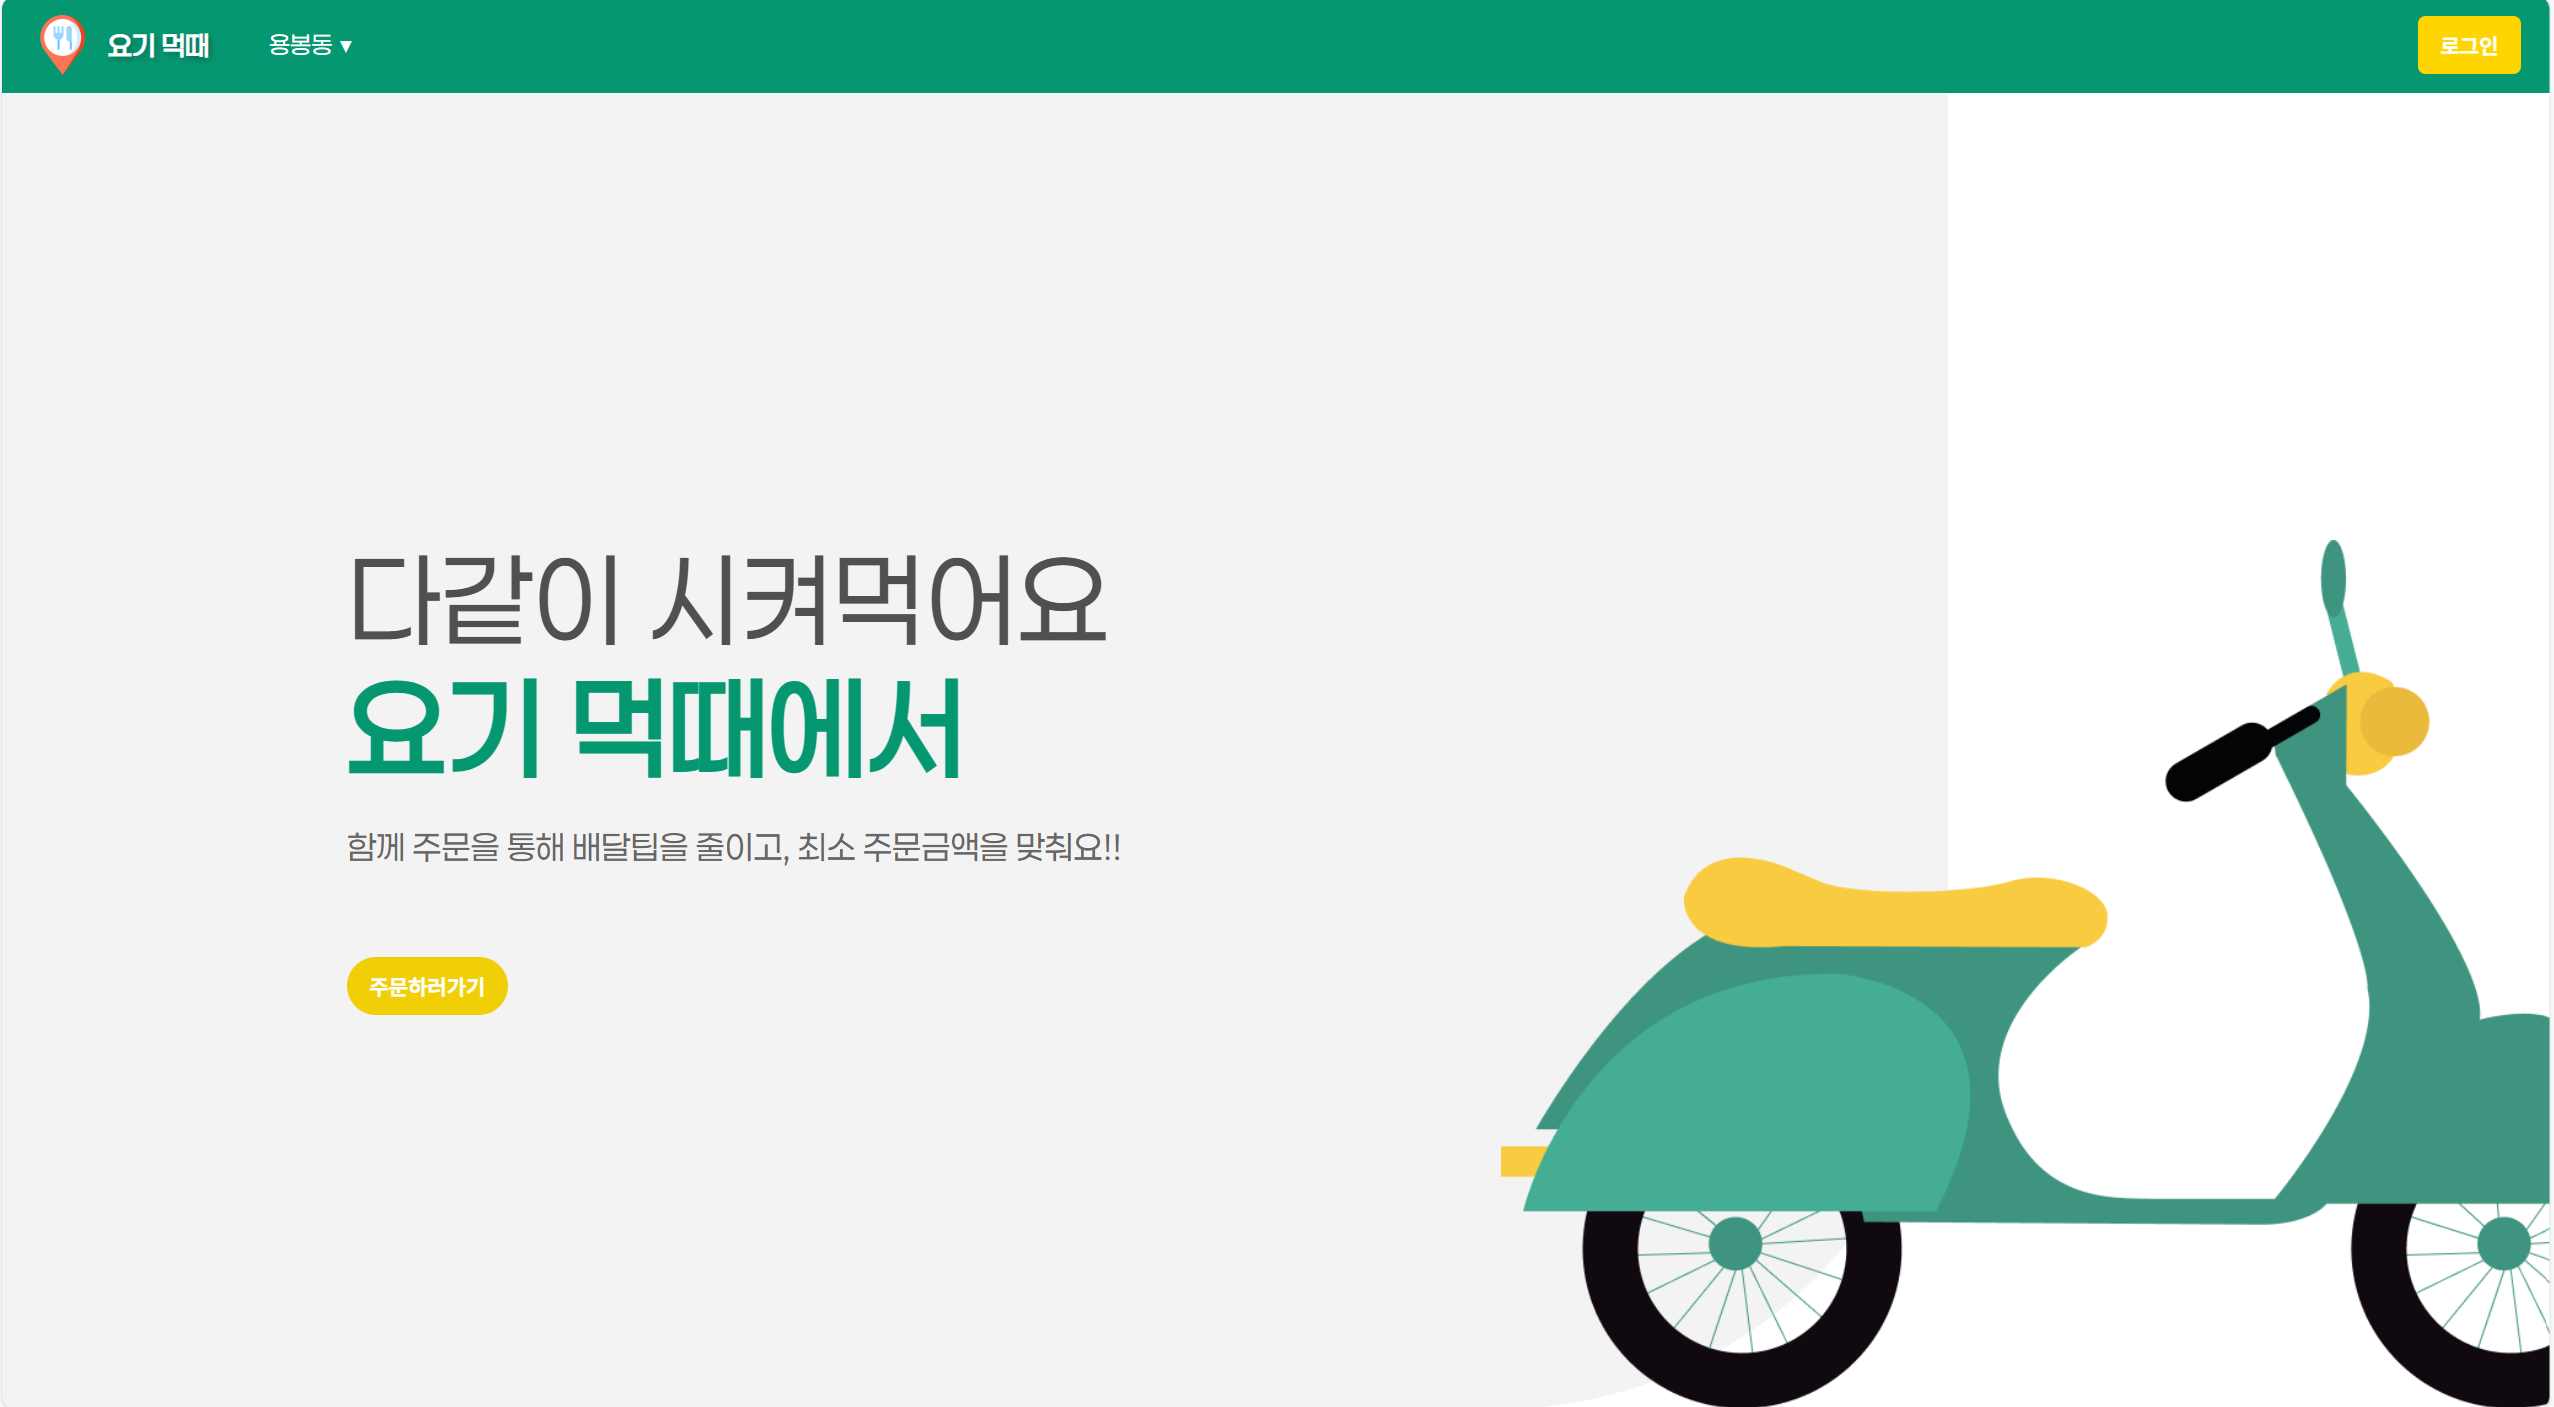 요기 먹때
용봉동 ▼
로그인
다같이 시켜먹어요
요기 먹때에서
함께 주문을 통해 배달팁을 줄이고, 최소 주문금액을 맞춰요!!
주문하러가기